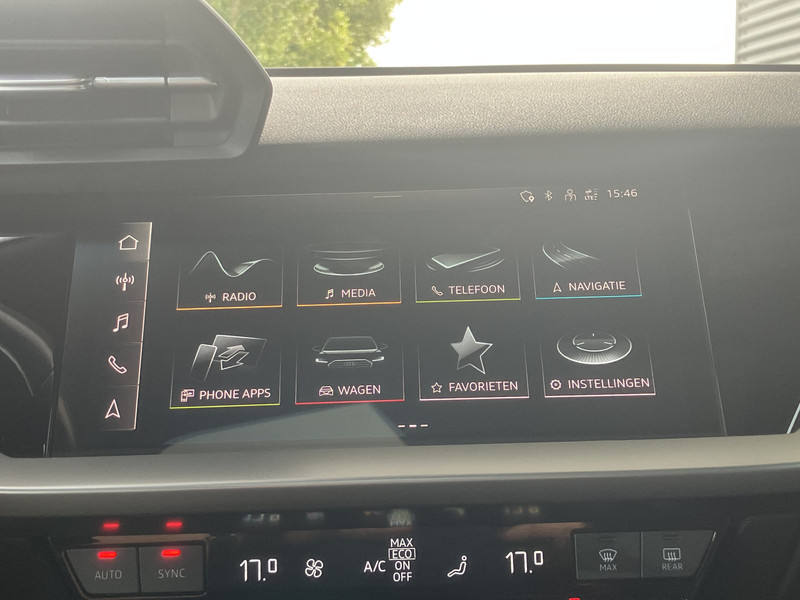 LTE 15:46
RADIO
MEDIA
TELEFOON
NAVIGATIE
PHONE APPS
WAGEN
FAVORIETEN
INSTELLINGEN
AUTO
SYNC
17.0
A/C
MAX
ECO
ON
OFF
17.0
MAX
REAR